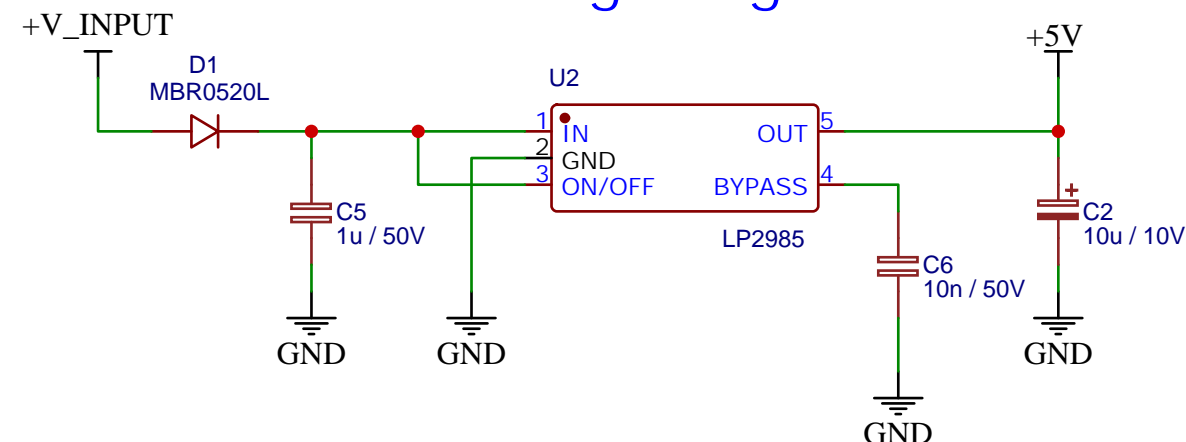 +V_INPUT
D1
MBR0520L
U2
+5V
1
IN
OUT
5
2
GND
3
ON/OFF
BYPASS
4
LP2985
C5
1u / 50V
C2
10u / 10V
+
C6
10n / 50V
GND
GND
GND
GND